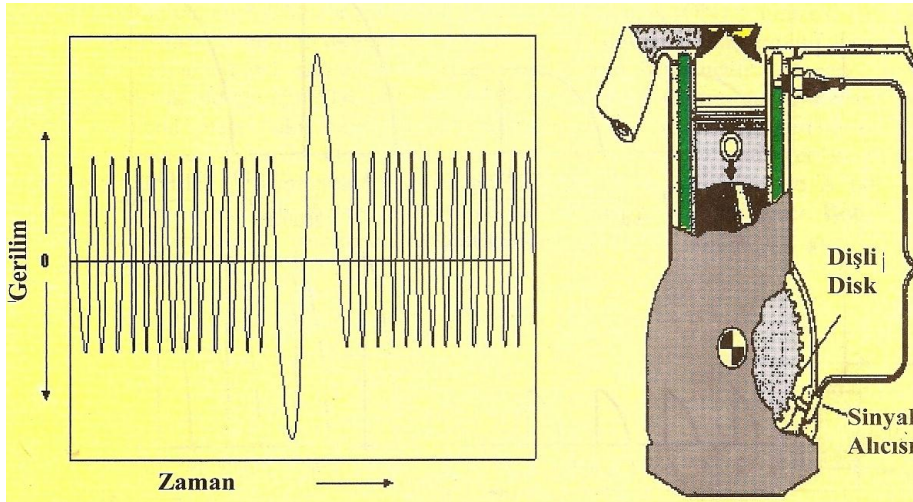 Gerilim
0
Zaman
Dişli
Disk
Sinyal
Alıcısı